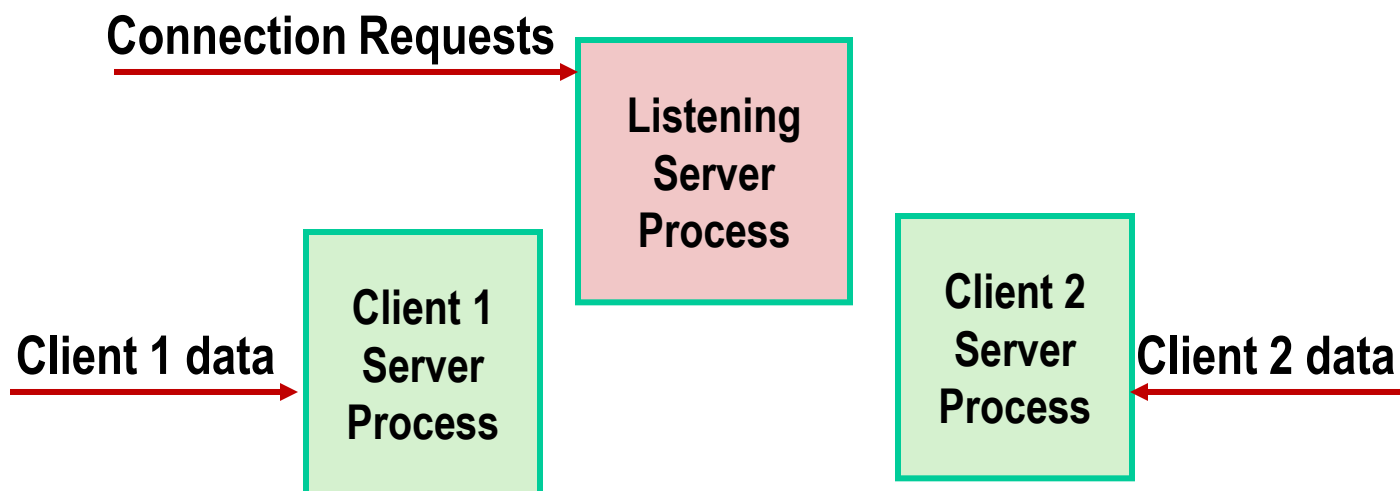 Connection Requests
Listening
Server
Process
Client 1
Server
Process
Client 2
Server
Process
Client 1 data
Client 2 data